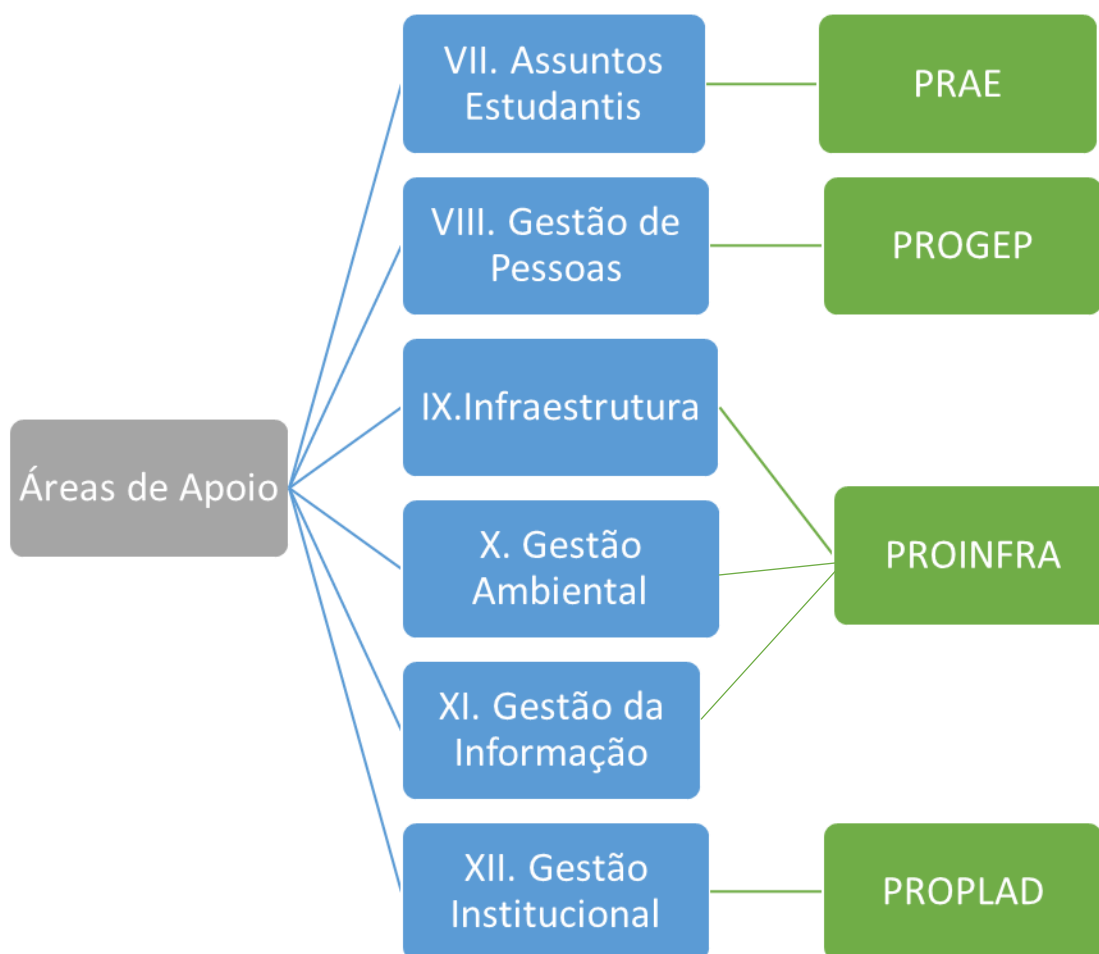 VII. Assuntos
Estudantis
PRAE
VIII. Gestão de
Pessoas
PROGEP
IX.Infraestrutura
Áreas de Apoio
X. Gestão
Ambiental
PROINFRA
XI. Gestão da
Informação
XII. Gestão
Institucional
PROPLAD